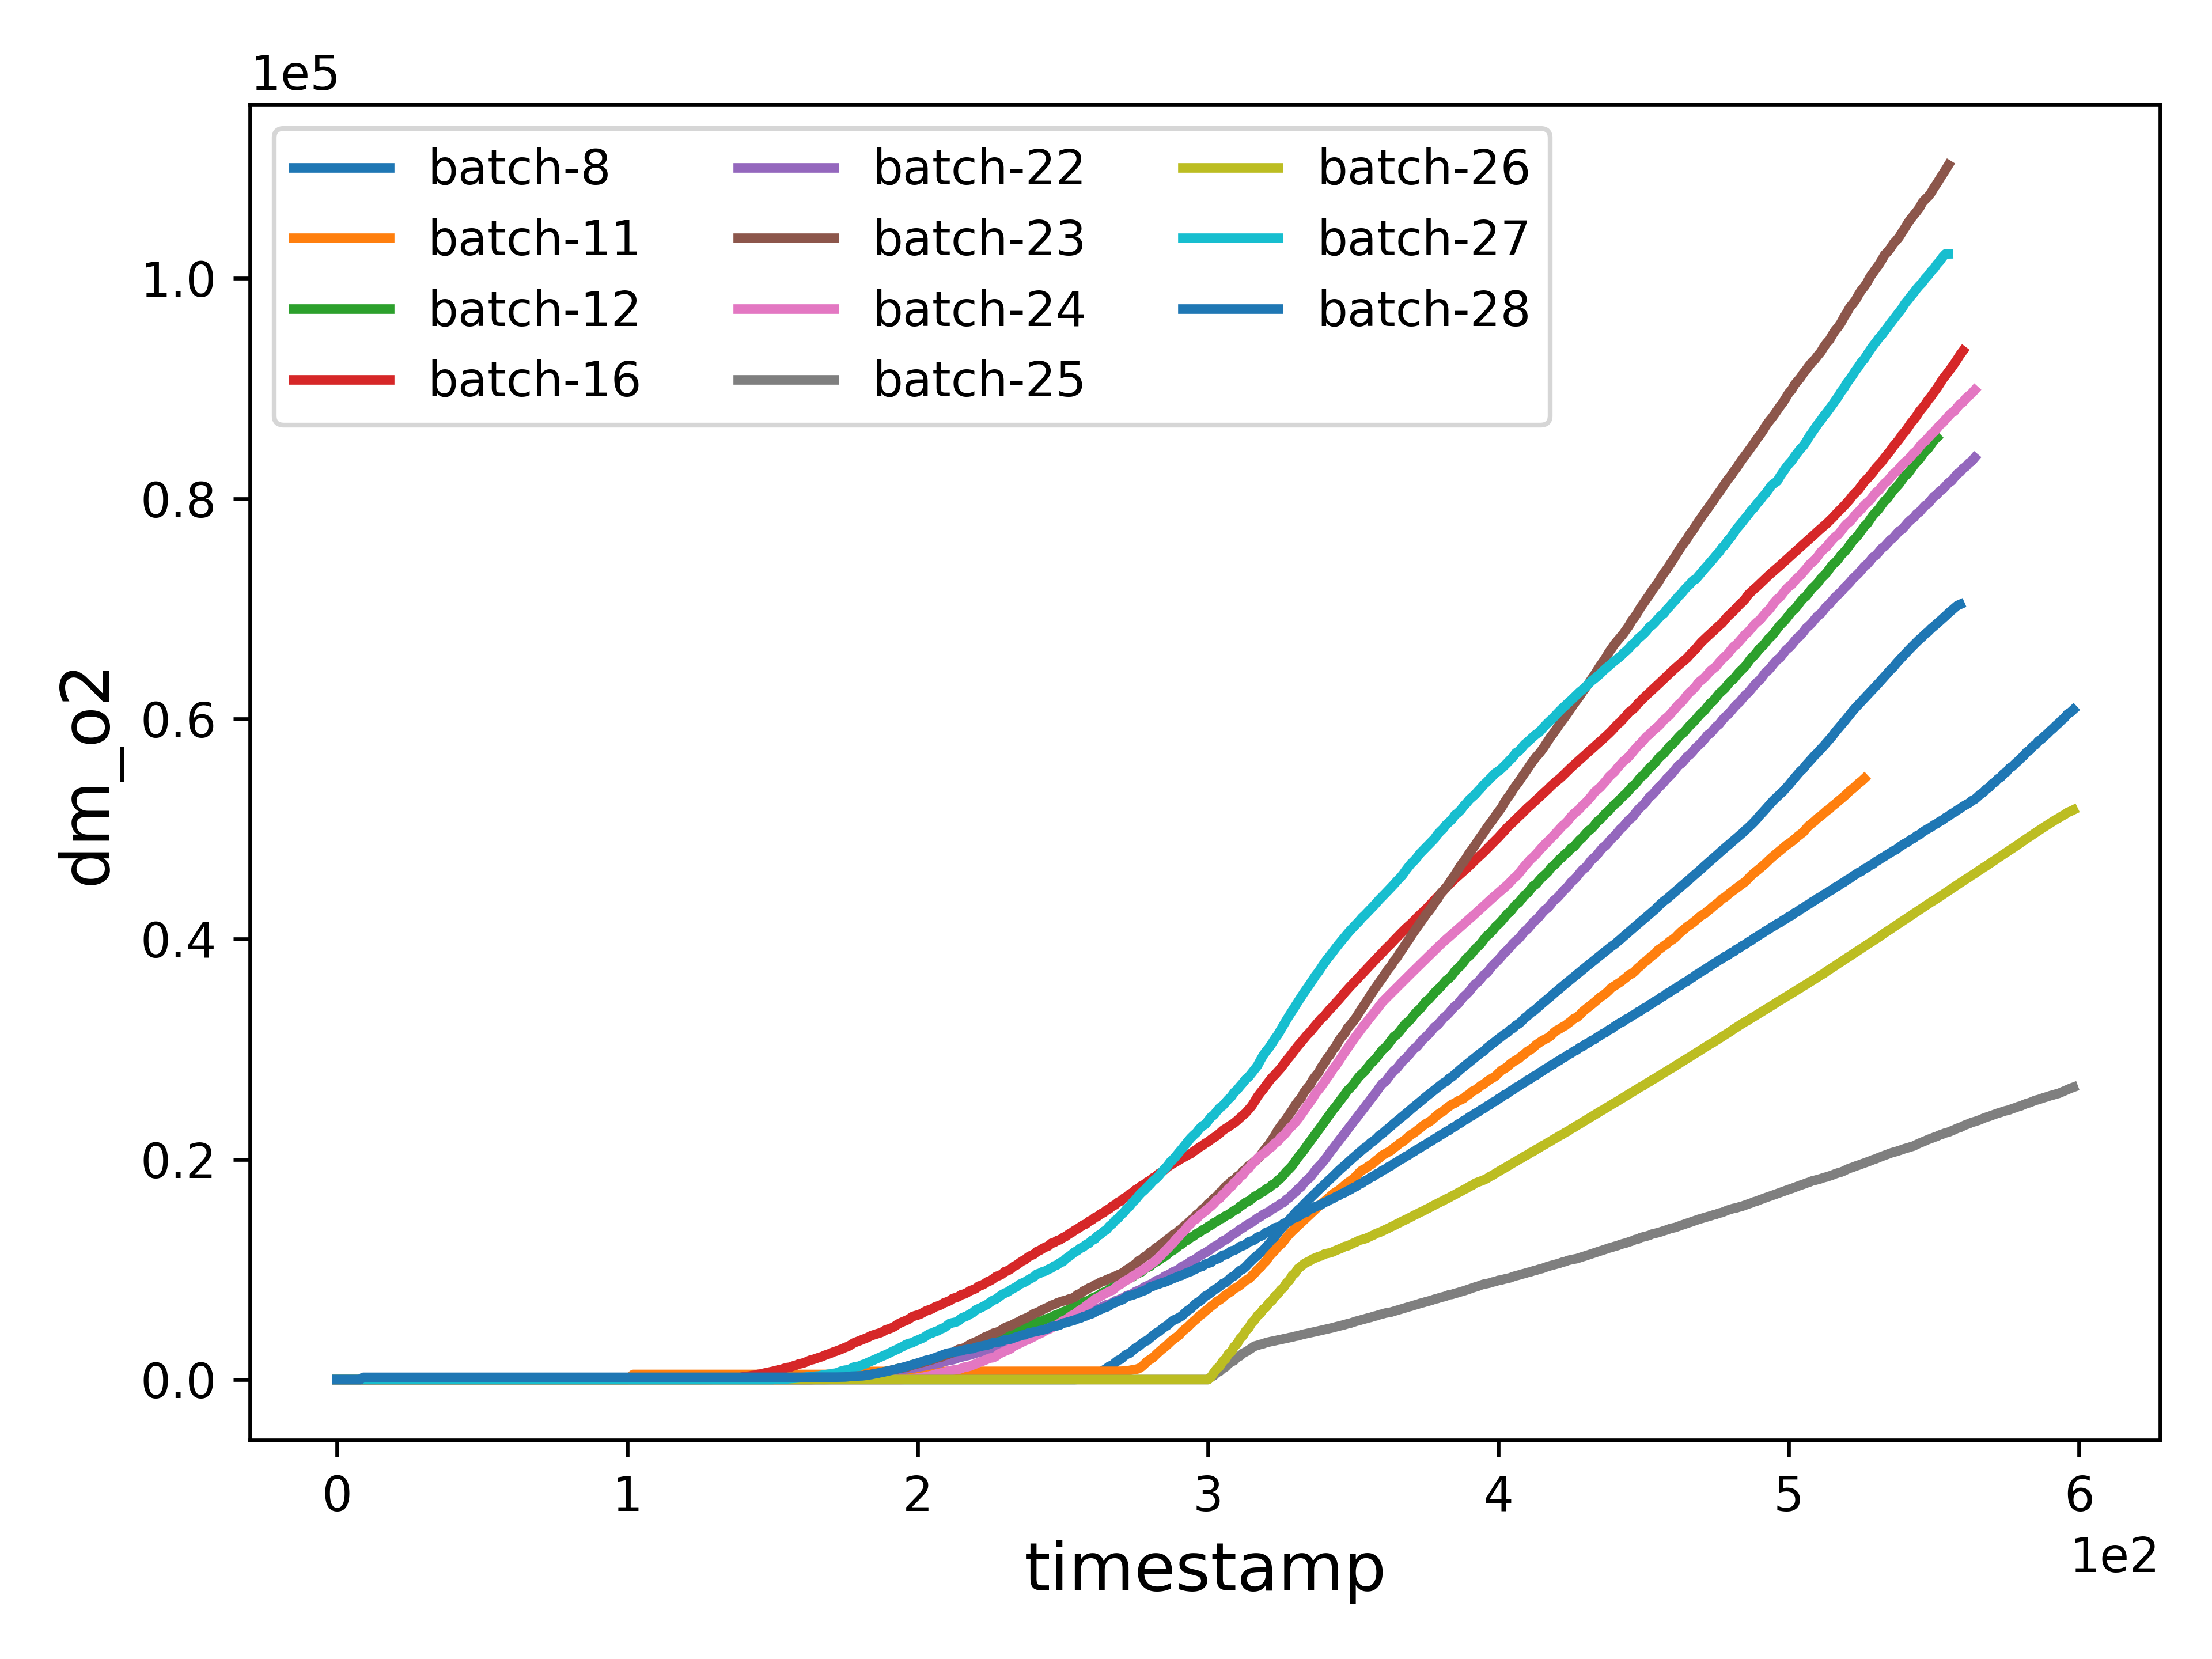 1e5
batch-8 batch-22 batch-26
batch-11 batch-23 batch-27
batch-12 batch-24 batch-28
batch-16 batch-25
1.0
0.8
0.6
0.4
0.2
0.0
dm_o2
0 1 2 3 4 5 6
1e2
timestamp